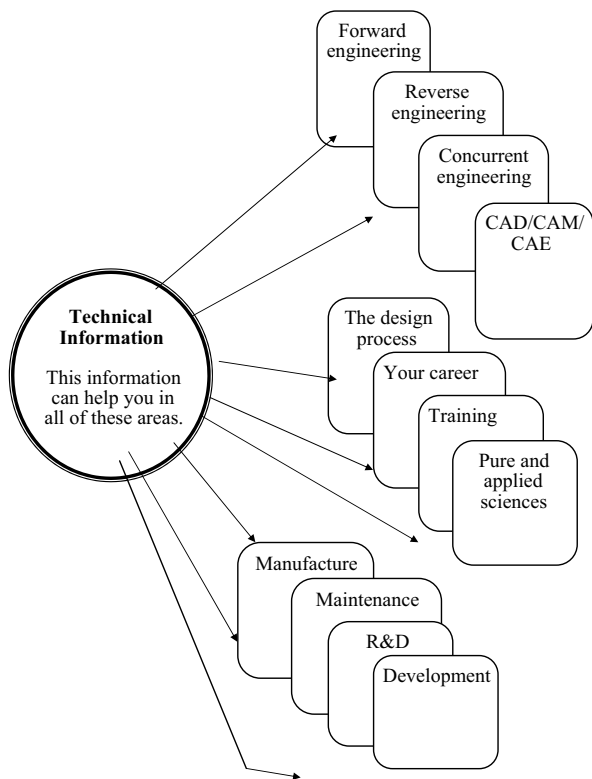 Forward
engineering
Reverse
engineering
Concurrent
engineering
CAD/CAM/
CAE
Technical
Information
This information
can help you in
all of these areas.
The design
process
Your career
Training
Pure and
applied
sciences
Manufacture
Maintenance
R&D
Development